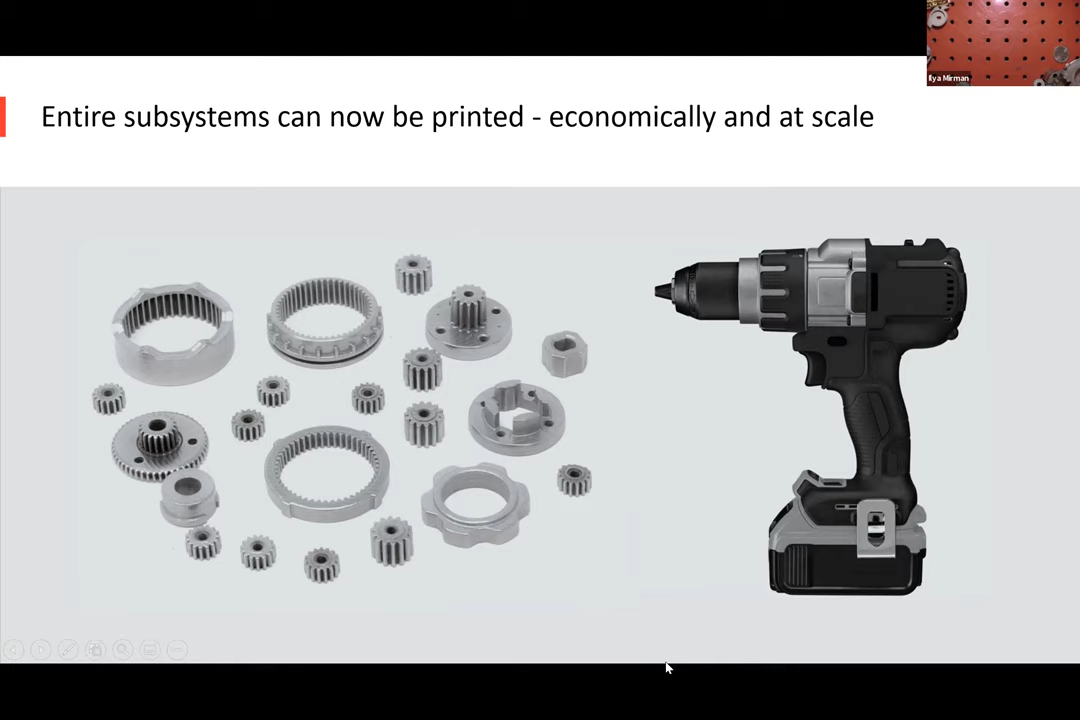 Ilya Mirman
Entire subsystems can now be printed - economically and at scale